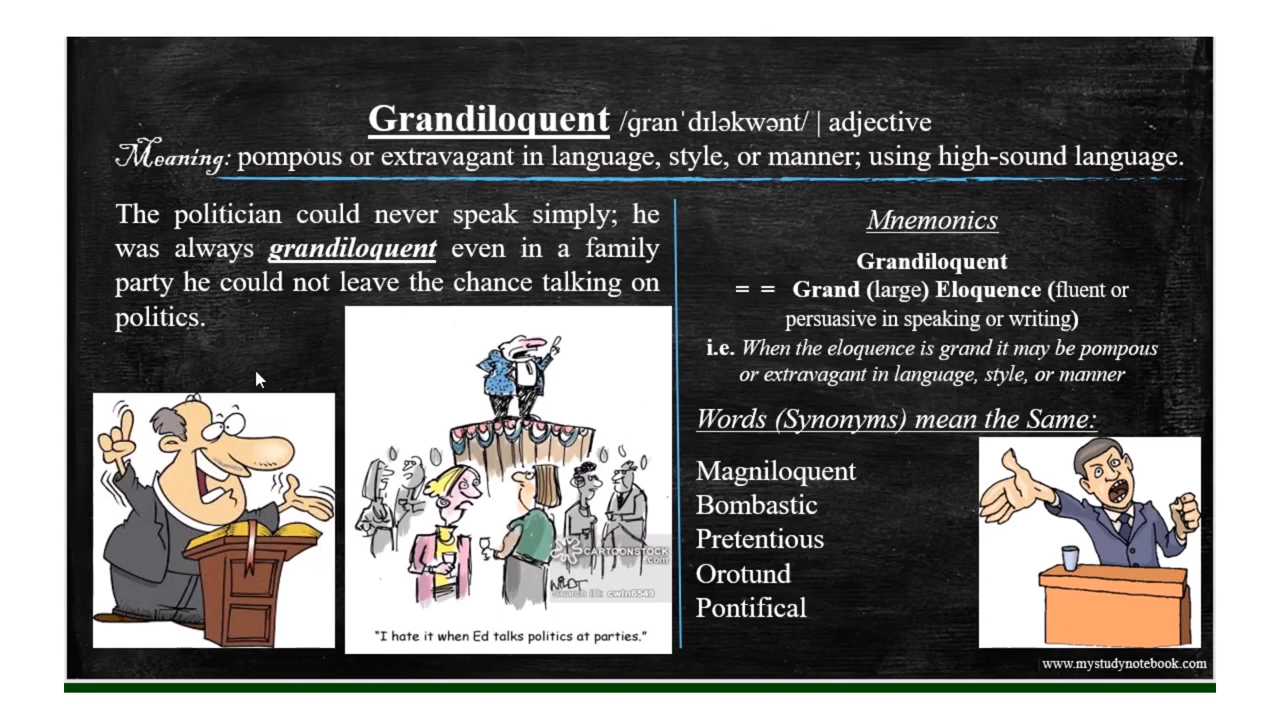 Grandiloquent /ɡranˈdɪləkwənt/ | adjective
Meaning: pompous or extravagant in language, style, or manner; using high-sound language.
The politician could never speak simply; he
was always grandiloquent even in a family
party he could not leave the chance talking on
politics.
CARTOONSTOCK
.com
Search ID: cwln6549
"I hate it when Ed talks politics at parties."
Mnemonics
Grandiloquent
= = Grand (large) Eloquence (fluent or
persuasive in speaking or writing)
i.e. When the eloquence is grand it may be pompous
or extravagant in language, style, or manner
Words (Synonyms) mean the Same:
Magniloquent
Bombastic
Pretentious
Orotund
Pontifical
www.mystudynotebook.com